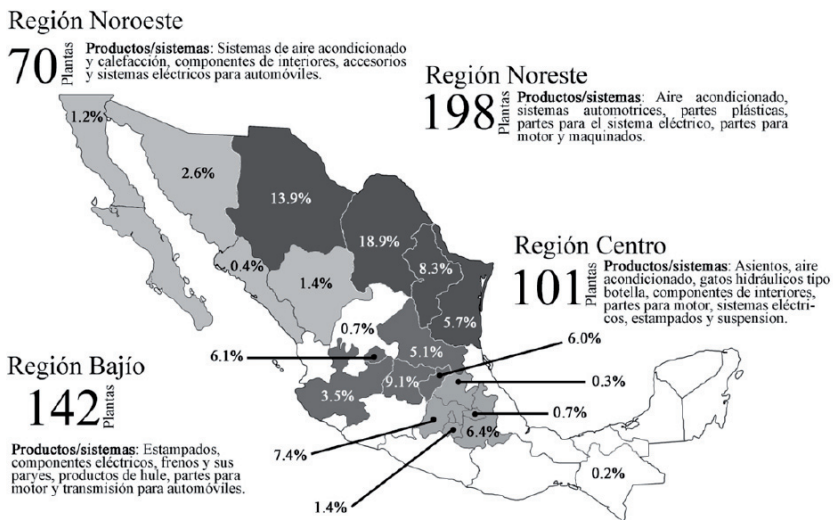 Región Noroeste
70
Plantas
Productos/sistemas: Sistemas de aire acondicionado
y calefacción, componentes de interiores, accesorios
y sistemas eléctricos para automóviles.
Región Noreste
198
Plantas
Productos/sistemas: Aire acondicionado,
sistemas automotrices, partes plásticas,
partes para el sistema eléctrico, partes para
motor y maquinados.
1.2%
2.6%
13.9%
18.9%
8.3%
0.4%
1.4%
5.7%
Región Centro
101
Plantas
Productos/sistemas: Asientos, aire
acondicionado, gatos hidráulicos tipo
botella, componentes de interiores,
partes para motor, sistemas eléctri-
cos, estampados y suspension.
0.7%
6.1%
5.1%
6.0%
9.1%
3.5%
0.3%
0.7%
6.4%
7.4%
1.4%
0.2%
Región Bajío
142
Plantas
Productos/sistemas: Estampados,
componentes eléctricos, frenos y sus
paryes, productos de hule, partes para
motor y transmisión para automóviles.